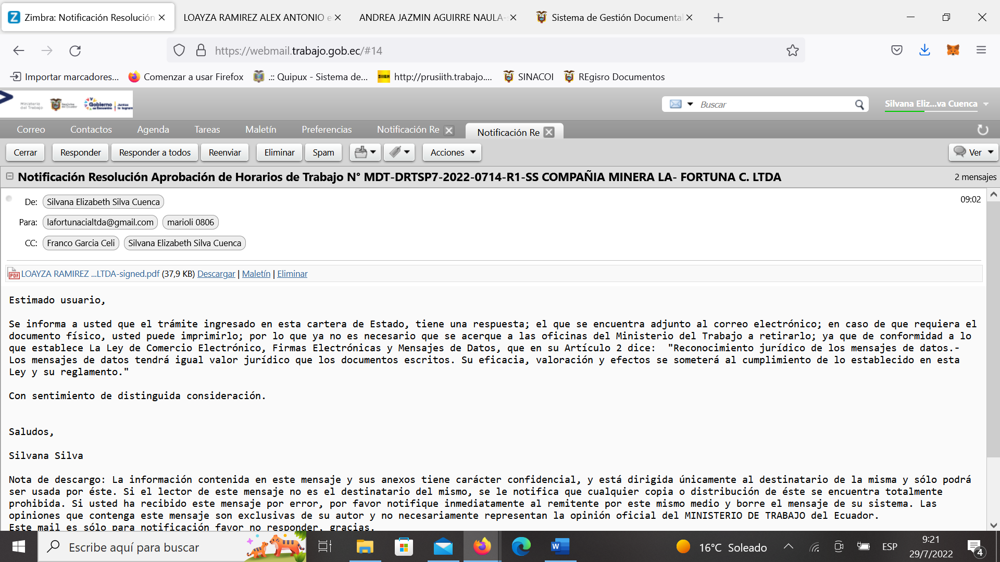 Zimbra: Notificación Resolución
LOAYZA RAMIREZ ALEX ANTONIO e
ANDREA JAZMIN AGUIRRE NAULA-
Sistema de Gestión Documental
https://webmail.trabajo.gob.ec/#14
Importar marcadores...
Comenzar a usar Firefox
.:: Quipux - Sistema de...
http://prusiith.trabajo....
SINACOI
REgisro Documentos
Ministerio del Trabajo
Gobierno del Encuentro
Juntos lo logramos
Buscar
Silvana Eliz...va Cuenca
Correo
Contactos
Agenda
Tareas
Maletín
Preferencias
Notificación Re
Notificación Re
Cerrar
Responder
Responder a todos
Reenviar
Eliminar
Spam
Acciones
Ver
Notificación Resolución Aprobación de Horarios de Trabajo N° MDT-DRTSP7-2022-0714-R1-SS COMPAÑIA MINERA LA- FORTUNA C. LTDA
2 mensajes
De: Silvana Elizabeth Silva Cuenca
09:02
Para: lafortunacialtda@gmail.com marioli 0806
CC: Franco Garcia Celi Silvana Elizabeth Silva Cuenca
PDF LOAYZA RAMIREZ ...LTDA-signed.pdf (37,9 KB) Descargar | Maletín | Eliminar
Estimado usuario,
Se informa a usted que el trámite ingresado en esta cartera de Estado, tiene una respuesta; el que se encuentra adjunto al correo electrónico; en caso de que requiera el
documento físico, usted puede imprimirlo; por lo que ya no es necesario que se acerque a las oficinas del Ministerio del Trabajo a retirarlo; ya que de conformidad a lo
que establece La Ley de Comercio Electrónico, Firmas Electrónicas y Mensajes de Datos, que en su Artículo 2 dice:  "Reconocimiento jurídico de los mensajes de datos.-
Los mensajes de datos tendrá igual valor jurídico que los documentos escritos. Su eficacia, valoración y efectos se someterá al cumplimiento de lo establecido en esta
Ley y su reglamento."
Con sentimiento de distinguida consideración.
Saludos,
Silvana Silva
Nota de descargo: La información contenida en este mensaje y sus anexos tiene carácter confidencial, y está dirigida únicamente al destinatario de la misma y sólo podrá
ser usada por éste. Si el lector de este mensaje no es el destinatario del mismo, se le notifica que cualquier copia o distribución de éste se encuentra totalmente
prohibida. Si usted ha recibido este mensaje por error, por favor notifique inmediatamente al remitente por este mismo medio y borre el mensaje de su sistema. Las
opiniones que contenga este mensaje son exclusivas de su autor y no necesariamente representan la opinión oficial del MINISTERIO DE TRABAJO del Ecuador.
Este mail es sólo para notificación favor no responder, gracias.
Escribe aquí para buscar
16°C Soleado
ESP
9:21
29/7/2022
4